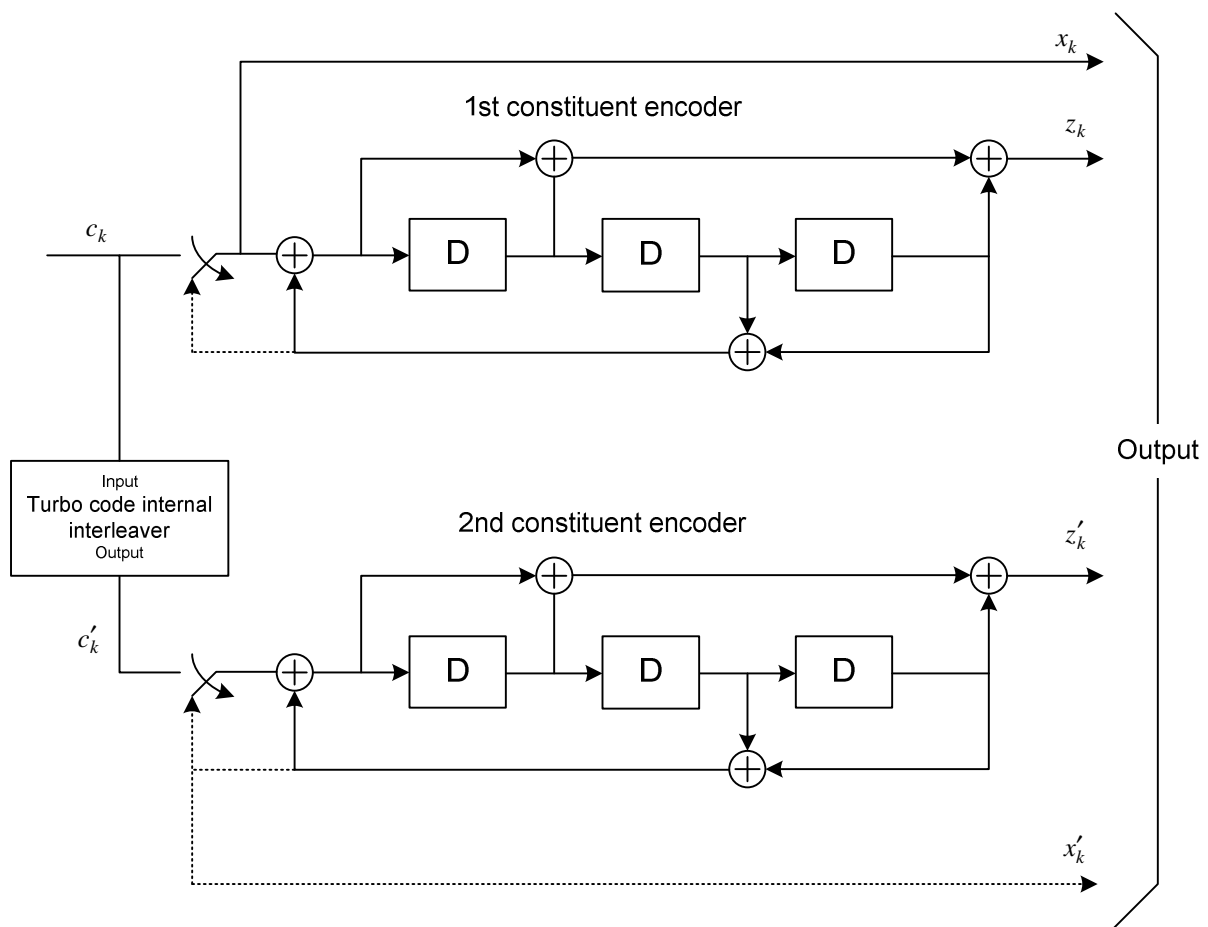 x_k
1st constituent encoder
z_k
c_k
D D D
Output
Input
Turbo code internal
interleaver
Output
2nd constituent encoder
z′_k
c′_k
D D D
x′_k